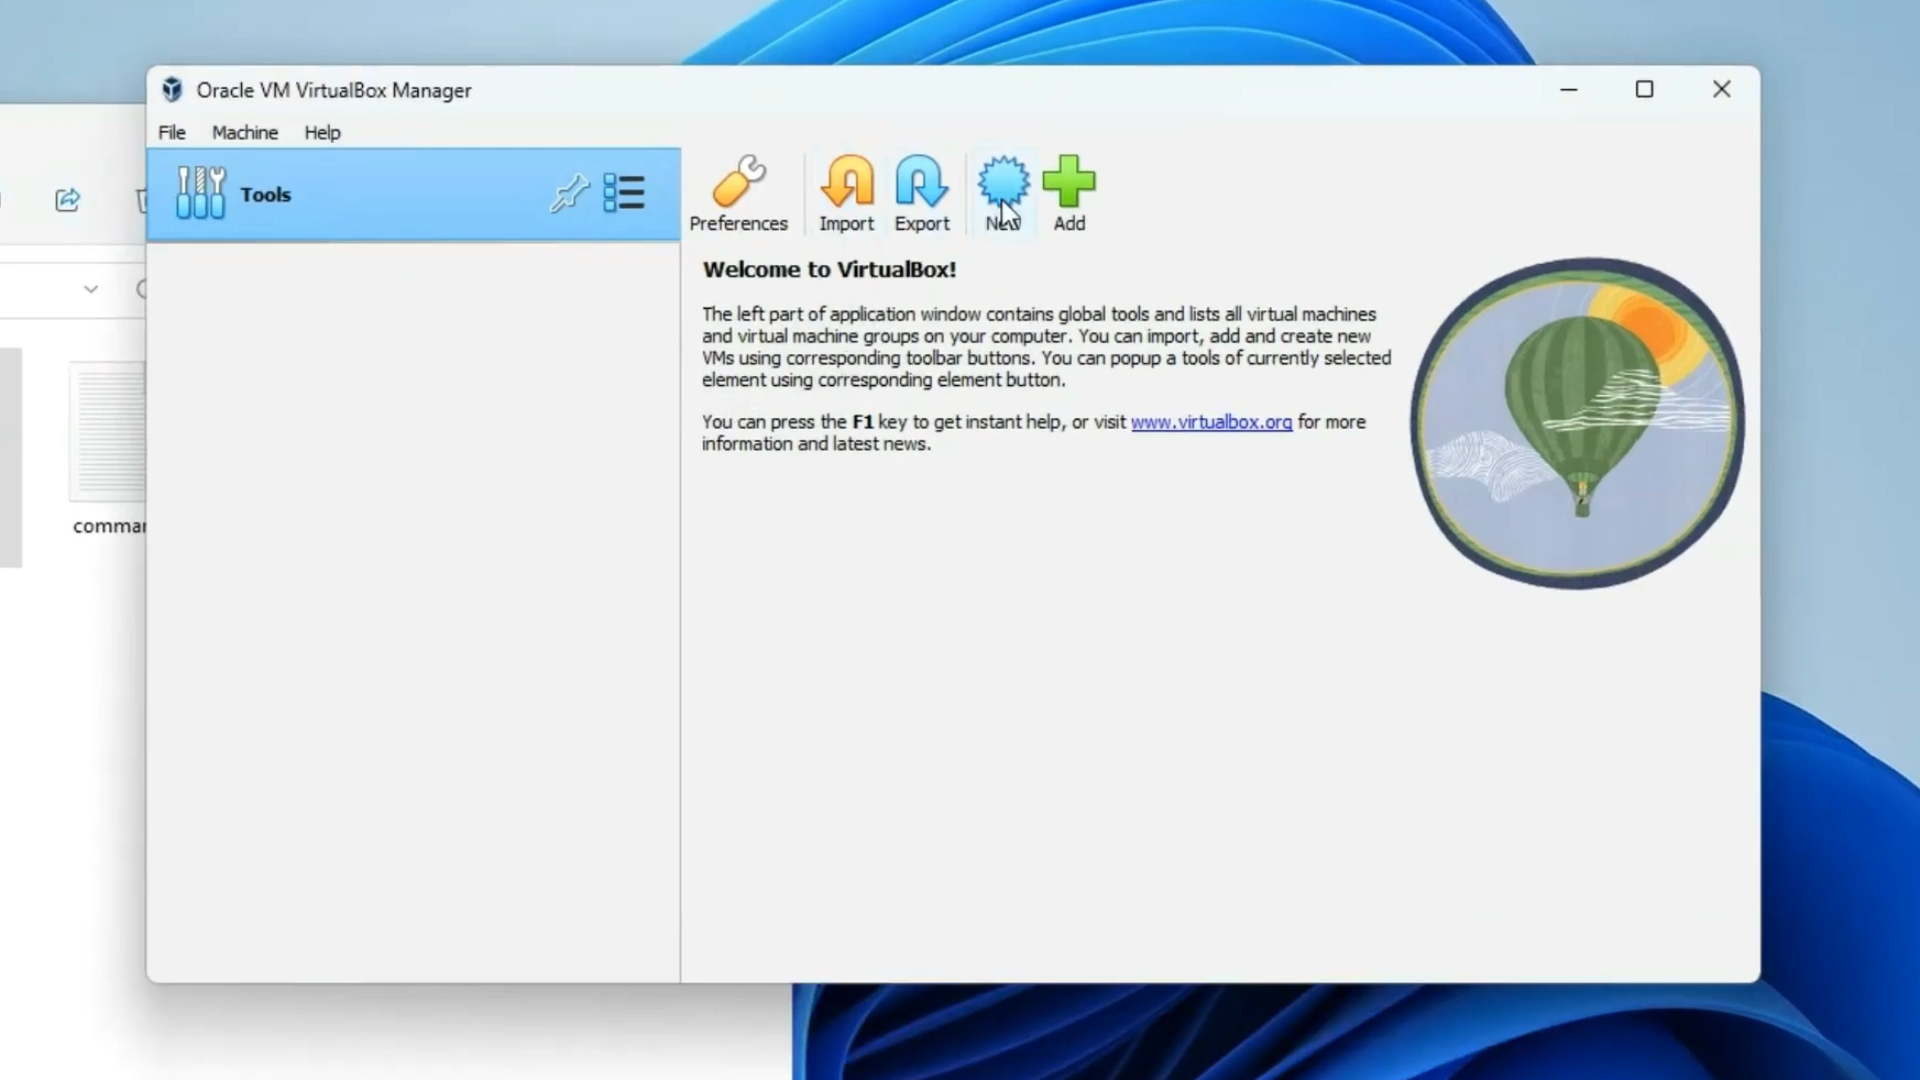 Oracle VM VirtualBox Manager
File Machine Help
Tools
Preferences Import Export New Add
Welcome to VirtualBox!
The left part of application window contains global tools and lists all virtual machines
and virtual machine groups on your computer. You can import, add and create new
VMs using corresponding toolbar buttons. You can popup a tools of currently selected
element using corresponding element button.
You can press the F1 key to get instant help, or visit www.virtualbox.org for more
information and latest news.